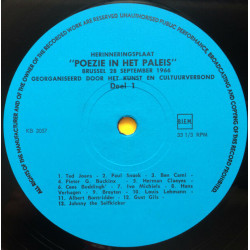 ALL RIGHTS OF THE MANUFACTURER AND OF THE OWNER OF THE RECORDED WORK RESERVED. UNAUTHORISED PUBLIC PERFORMANCE, BROADCASTING AND COPYING OF THIS RECORD PROHIBITED
HERINNERINGSPLAAT
"POEZIE IN HET PALEIS"
BRUSSEL 28 SEPTEMBER 1966
GEORGANISEERD DOOR HET KUNST EN CULTUURVERBOND
Deel 1
KS 3027
BIEM
33 1/3 RPM
1. Ted Joans - 2. Paul Snoek - 3. Ben Cami
4. Pieter G. Buckinx - 5. Herman Claeys
6. Cees Buddingh' - 7. Ivo Michiels - 8. Hans
Verhagen - 9. Bruyten - 10. Louis Lehmann -
11. Albert Bontridder - 12. Gust Gils -
13. Johnny the Selfkicker